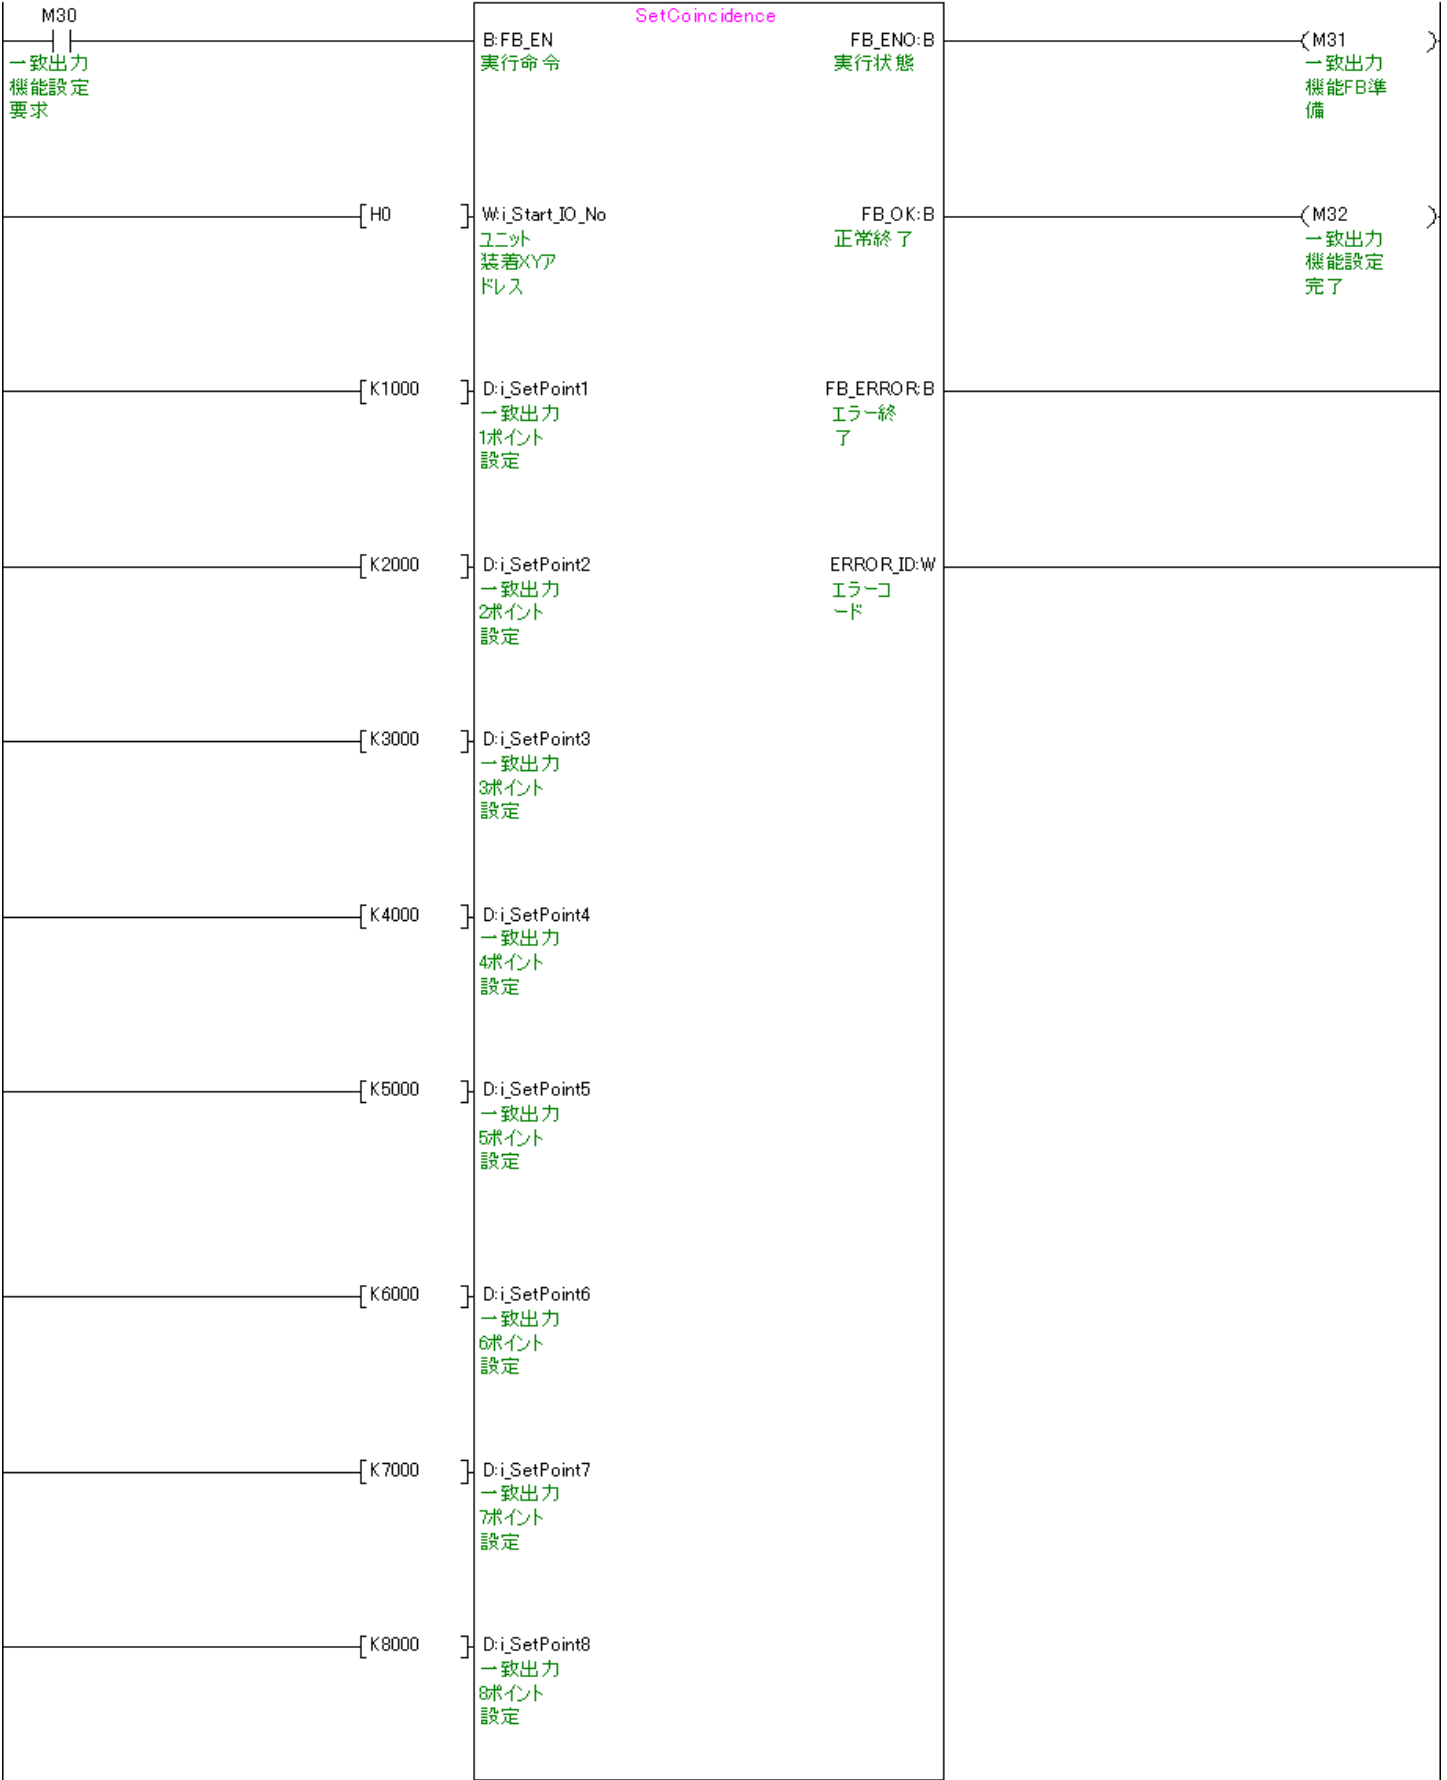 M30
SetCoincidence
B:FB_EN
FB_ENO:B
M31
一致出力
機能設定
要求
実行命令
実行状態
一致出力
機能FB準
備
H0
W:i_Start_IO_No
FB_OK:B
M32
ユニット
装着XYア
ドレス
正常終了
一致出力
機能設定
完了
K1000
D:i_SetPoint1
FB_ERROR:B
一致出力
1ポイント
設定
エラー終
了
K2000
D:i_SetPoint2
ERROR_ID:W
一致出力
2ポイント
設定
エラーコ
ード
K3000
D:i_SetPoint3
一致出力
3ポイント
設定
K4000
D:i_SetPoint4
一致出力
4ポイント
設定
K5000
D:i_SetPoint5
一致出力
5ポイント
設定
K6000
D:i_SetPoint6
一致出力
6ポイント
設定
K7000
D:i_SetPoint7
一致出力
7ポイント
設定
K8000
D:i_SetPoint8
一致出力
8ポイント
設定